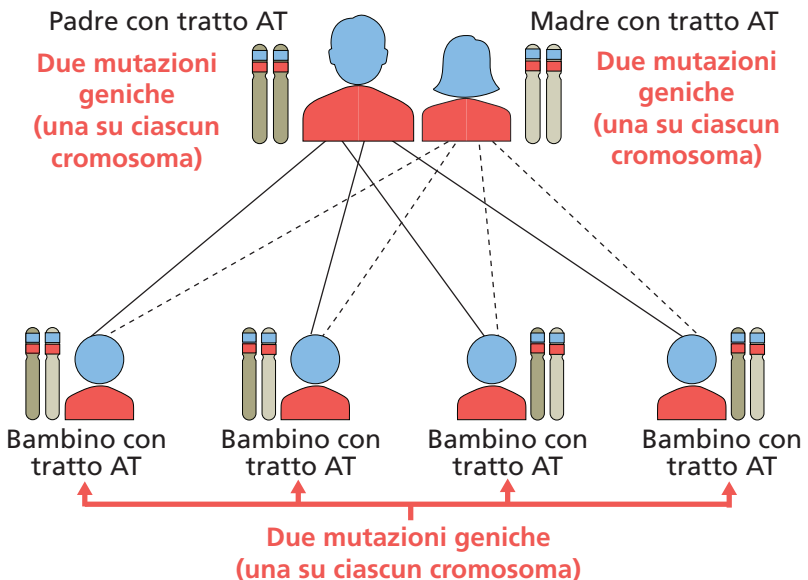 Padre con tratto AT
Due mutazioni
geniche
(una su ciascun
cromosoma)
Madre con tratto AT
Due mutazioni
geniche
(una su ciascun
cromosoma)
Bambino con
tratto AT
Bambino con
tratto AT
Bambino con
tratto AT
Bambino con
tratto AT
Due mutazioni geniche
(una su ciascun cromosoma)